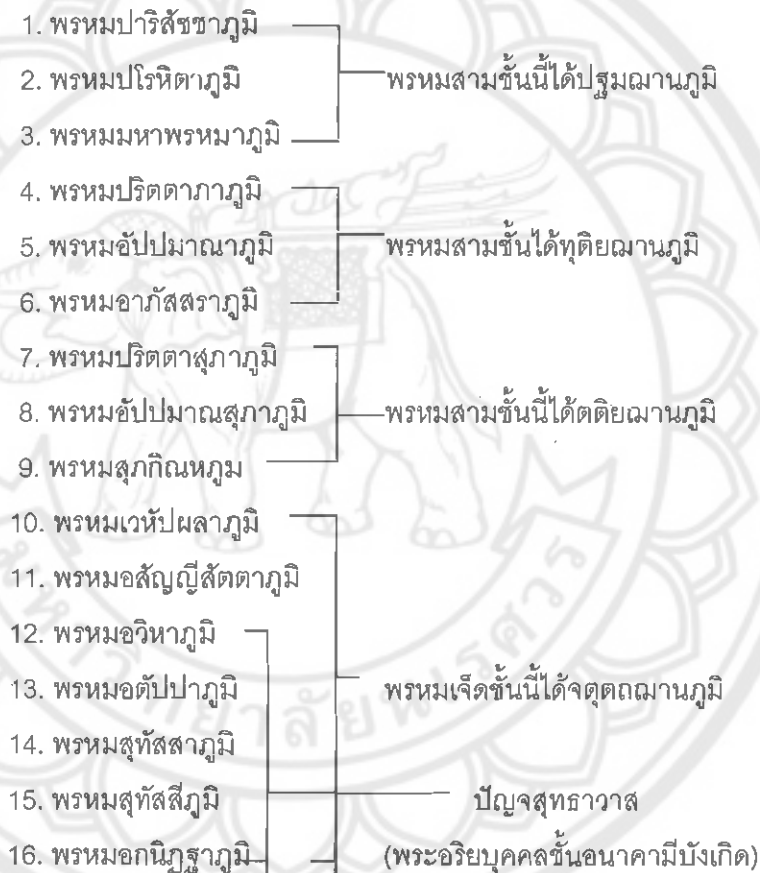 1. พรหมปาริสัชชาภูมิ
2. พรหมปโรหิตาภูมิ พรหมสามชั้นนี้ได้ปฐมฌานภูมิ
3. พรหมมหาพรหมาภูมิ
4. พรหมปริตตาภาภูมิ
5. พรหมอัปปมาณาภูมิ พรหมสามชั้นได้ทุติยฌานภูมิ
6. พรหมอาภัสสราภูมิ
7. พรหมปริตตาสุภาภูมิ
8. พรหมอัปปมาณสุภาภูมิ พรหมสามชั้นนี้ได้ตติยฌานภูมิ
9. พรหมสุภกิณหภูม
10. พรหมเวหัปผลาภูมิ
11. พรหมอสัญญีสัตตาภูมิ
12. พรหมอวิหาภูมิ
13. พรหมอตัปปาภูมิ พรหมเจ็ดชั้นนี้ได้จตุตถฌานภูมิ
14. พรหมสุทัสสาภูมิ
15. พรหมสุทัสสีภูมิ ปัญจสุทธาวาส
16. พรหมอกนิฏฐาภูมิ (พระอริยบุคคลชั้นอนาคามีบังเกิด)